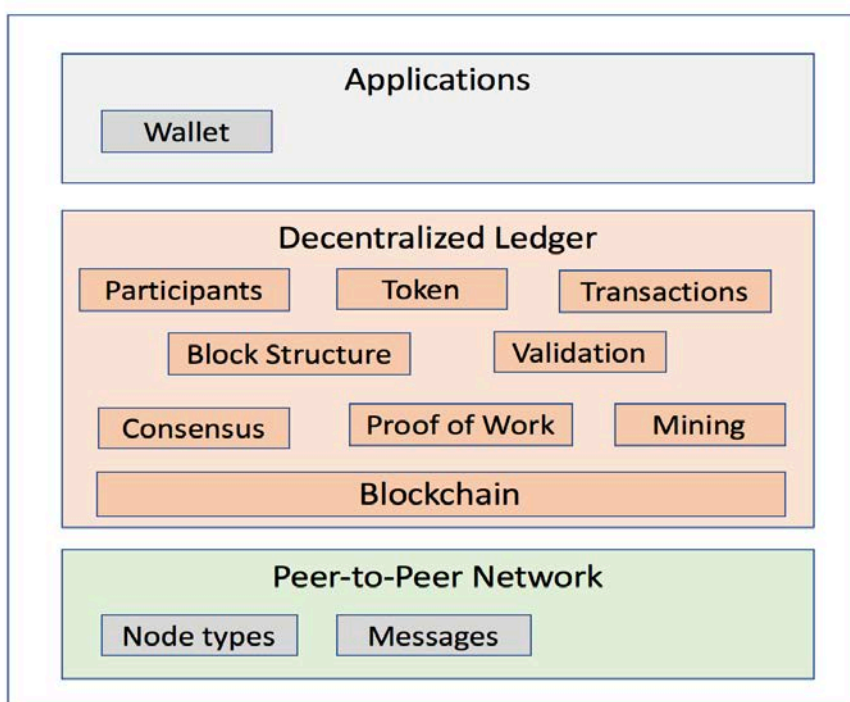 Applications
Wallet
Decentralized Ledger
Participants Token Transactions
Block Structure Validation
Consensus Proof of Work Mining
Blockchain
Peer-to-Peer Network
Node types Messages